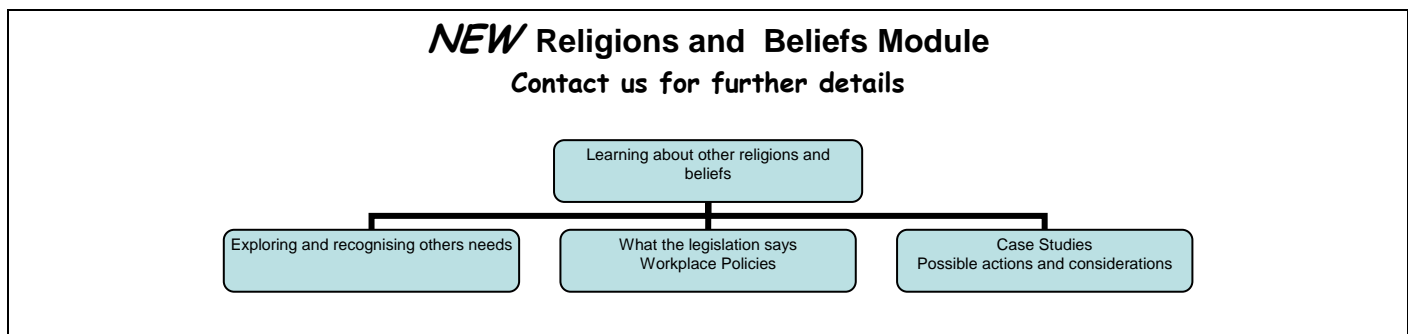 NEW Religions and Beliefs Module
Contact us for further details
Learning about other religions and
beliefs
Exploring and recognising others needs
What the legislation says
Workplace Policies
Case Studies
Possible actions and considerations